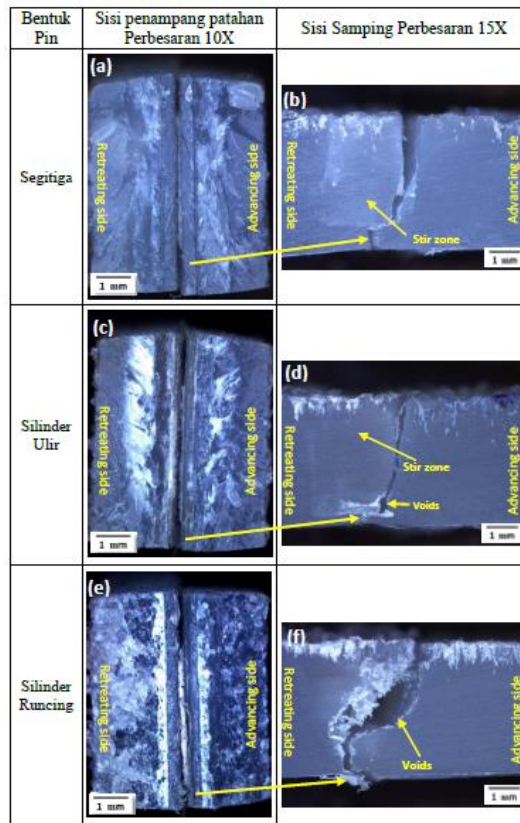 Bentuk Pin
Sisi penampang patahan Perbesaran 10X
Sisi Samping Perbesaran 15X
Segitiga
(a)
Retreating side
Advancing side
1 mm
(b)
Retreating side
Advancing side
Stir zone
1 mm
Silinder Ulir
(c)
Retreating side
Advancing side
1 mm
(d)
Retreating side
Advancing side
Stir zone
Voids
1 mm
Silinder Runcing
(e)
Retreating side
Advancing side
1 mm
(f)
Retreating side
Advancing side
Voids
1 mm